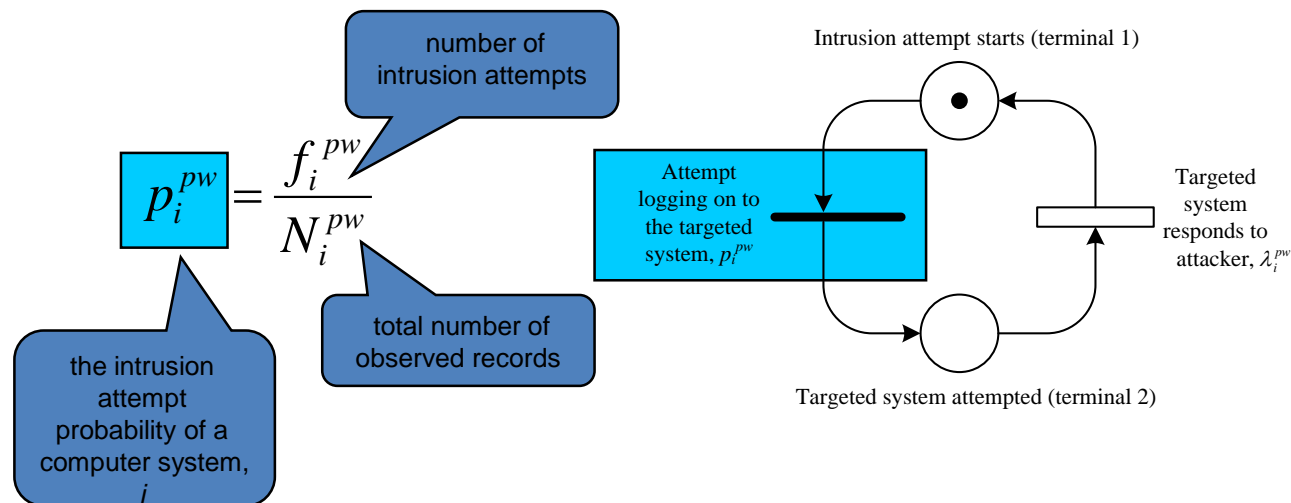 number of
intrusion attempts
p_i^{pw} = \frac{f_i^{pw}}{N_i^{pw}}
total number of
observed records
the intrusion
attempt
probability of a
computer system,
i
Intrusion attempt starts (terminal 1)
Attempt
logging on to
the targeted
system, p_i^{pw}
Targeted
system
responds to
attacker, λ_i^{pw}
Targeted system attempted (terminal 2)